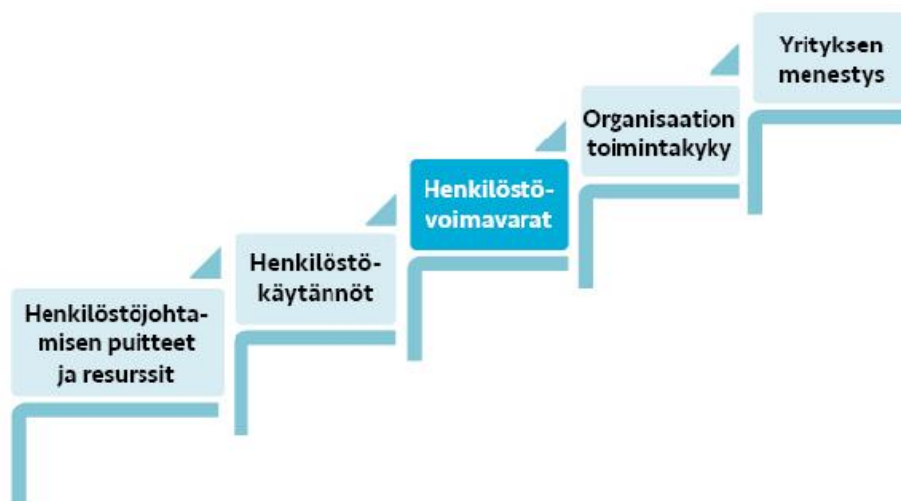 Yrityksen
menestys
Organisaation
toimintakyky
Henkilöstö-
voimavarat
Henkilöstö-
käytännöt
Henkilöstöjohta-
misen puitteet
ja resurssit